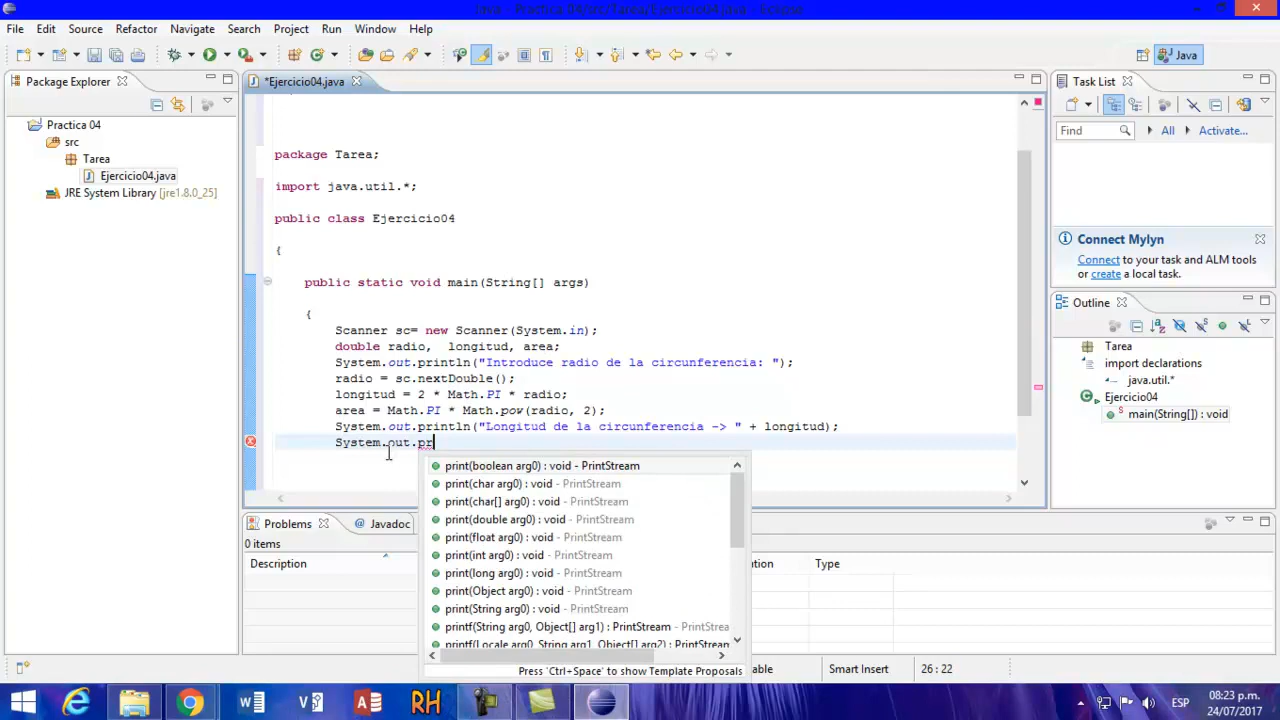 File Edit Source Refactor Navigate Search Project Run Window Help
Java
Package Explorer
*Ejercicio04.java
Task List
Practica 04
src
Tarea
Ejercicio04.java
JRE System Library [jre1.8.0_25]
Find
All
Activate...
package Tarea;
import java.util.*;
public class Ejercicio04
{
public static void main(String[] args)
{
Scanner sc= new Scanner(System.in);
double radio, longitud, area;
System.out.println("Introduce radio de la circunferencia: ");
radio = sc.nextDouble();
longitud = 2 * Math.PI * radio;
area = Math.PI * Math.pow(radio, 2);
System.out.println("Longitud de la circunferencia -> " + longitud);
System.out.pr
print(boolean arg0) : void - PrintStream
print(char arg0) : void - PrintStream
print(char[] arg0) : void - PrintStream
print(double arg0) : void - PrintStream
print(float arg0) : void - PrintStream
print(int arg0) : void - PrintStream
print(long arg0) : void - PrintStream
print(Object arg0) : void - PrintStream
print(String arg0) : void - PrintStream
printf(String arg0, Object[] arg1) : PrintStream - PrintStrea
printf(Locale arg0, String arg1, Object[] arg2) : PrintStream
Press 'Ctrl+Space' to show Template Proposals
Connect Mylyn
Connect to your task and ALM tools
or create a local task.
Outline
Tarea
import declarations
java.util.*
Ejercicio04
main(String[]) : void
Problems
Javadoc
0 items
Description
Type
Smart Insert
26 : 22
ESP
08:23 p.m.
24/07/2017